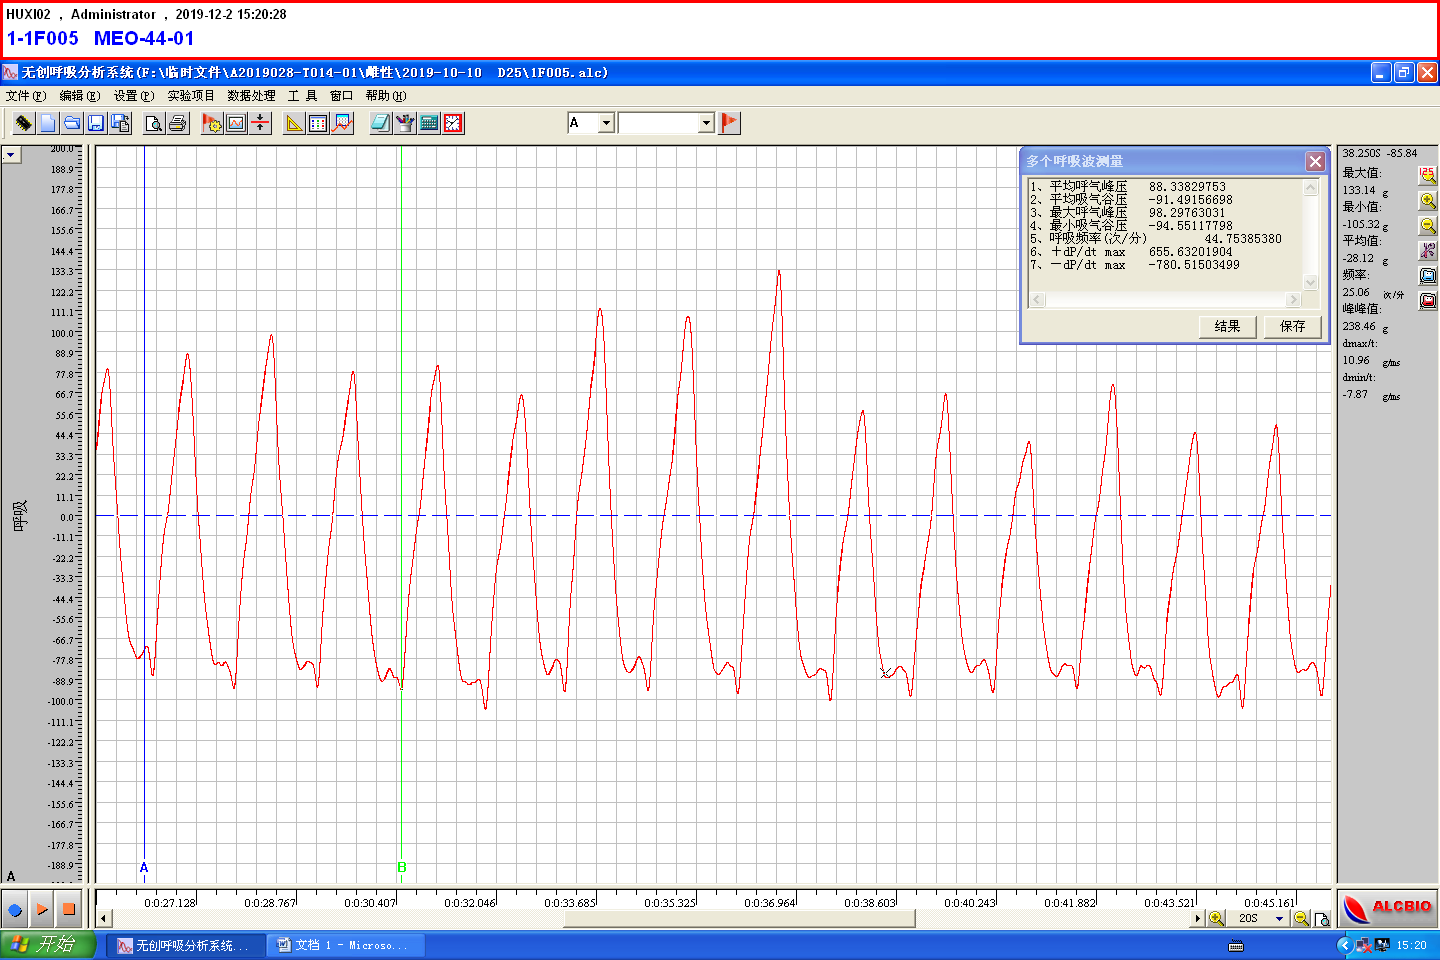 HUXI02 , Administrator , 2019-12-2 15:20:28
1-1F005 MEO-44-01
无创呼吸分析系统(F:\临时文件\A2019028-T014-01\雌性\2019-10-10 D25\1F005.alc)
文件(F) 编辑(E) 设置(P) 实验项目 数据处理 工 具 窗口 帮助(H)
A
200.0
188.9
177.8
166.7
155.6
144.4
133.3
122.2
111.1
100.0
88.9
77.8
66.7
55.6
44.4
33.3
22.2
11.1
0.0
-11.1
-22.2
-33.3
-44.4
-55.6
-66.7
-77.8
-88.9
-100.0
-111.1
-122.2
-133.3
-144.4
-155.6
-166.7
-177.8
-188.9
呼吸
A
A
B
多个呼吸波测量
1、平均呼气峰压 88.33829753
2、平均吸气谷压 -91.49156698
3、最大呼气峰压 98.29763031
4、最小吸气谷压 -94.55117798
5、呼吸频率(次/分) 44.75385380
6、＋dP/dt max 655.63201904
7、－dP/dt max -780.51503499
结果 保存
38.250S -85.84
最大值:
133.14 g
最小值:
-105.32 g
平均值:
-28.12 g
频率:
25.06 次/分
峰峰值:
238.46 g
dmax/t:
10.96 g/ms
dmin/t:
-7.87 g/ms
125
0:0:27.128 0:0:28.767 0:0:30.407 0:0:32.046 0:0:33.685 0:0:35.325 0:0:36.964 0:0:38.603 0:0:40.243 0:0:41.882 0:0:43.521 0:0:45.161
20S
ALCBIO
开始 无创呼吸分析系统... 文档 1 - Microso... 15:20